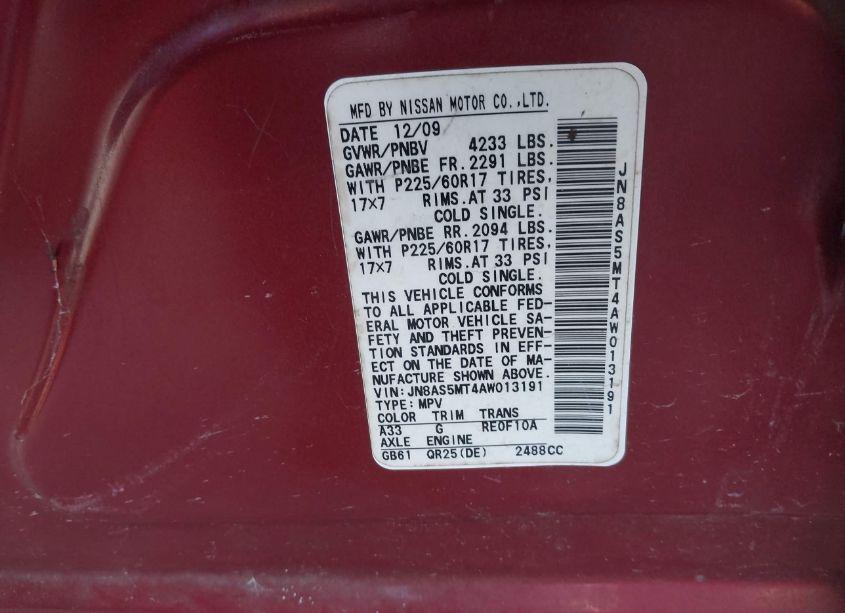 MFD BY NISSAN MOTOR CO.,LTD.
DATE 12/09
GVWR/PNBV 4233 LBS.
GAWR/PNBE FR.2291 LBS.
WITH P225/60R17 TIRES,
17×7 RIMS.AT 33 PSI
COLD SINGLE.
GAWR/PNBE RR.2094 LBS.
WITH P225/60R17 TIRES,
17×7 RIMS.AT 33 PSI
COLD SINGLE.
THIS VEHICLE CONFORMS
TO ALL APPLICABLE FED-
ERAL MOTOR VEHICLE SA-
FETY AND THEFT PREVEN-
TION STANDARDS IN EFF-
ECT ON THE DATE OF MA-
NUFACTURE SHOWN ABOVE.
VIN:JN8AS5MT4AW013191
TYPE:MPV
COLOR TRIM TRANS
A33 G RE0F10A
AXLE ENGINE
GB61 QR25(DE) 2488CC
JN8AS5MT4AW013191